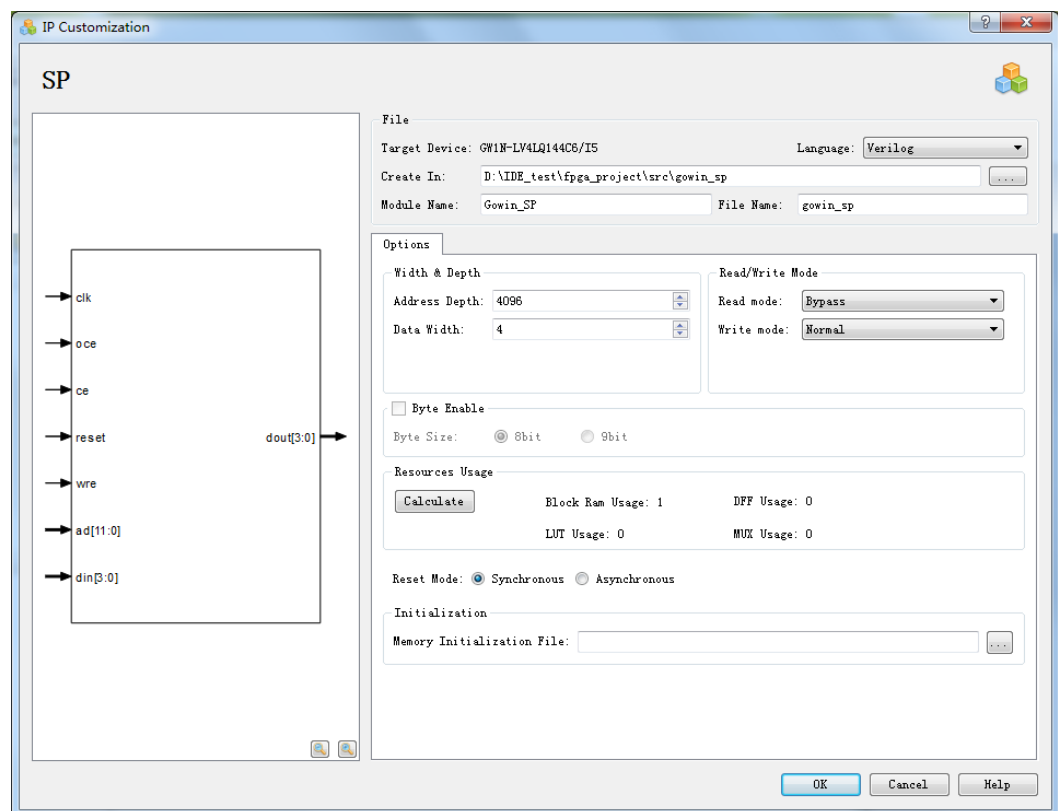 IP Customization
SP
File
Target Device: GW1N-LV4LQ144C6/I5 Language: Verilog
Create In: D:\IDE_test\fpga_project\src\gowin_sp ...
Module Name: Gowin_SP File Name: gowin_sp
Options
Width & Depth
Address Depth: 4096
Data Width: 4
Read/Write Mode
Read mode: Bypass
Write mode: Normal
Byte Enable
Byte Size: 8bit 9bit
Resources Usage
Calculate Block Ram Usage: 1 DFF Usage: 0
LUT Usage: 0 MUX Usage: 0
Reset Mode: Synchronous Asynchronous
Initialization
Memory Initialization File: ...
clk
oce
ce
reset dout[3:0]
wre
ad[11:0]
din[3:0]
OK Cancel Help